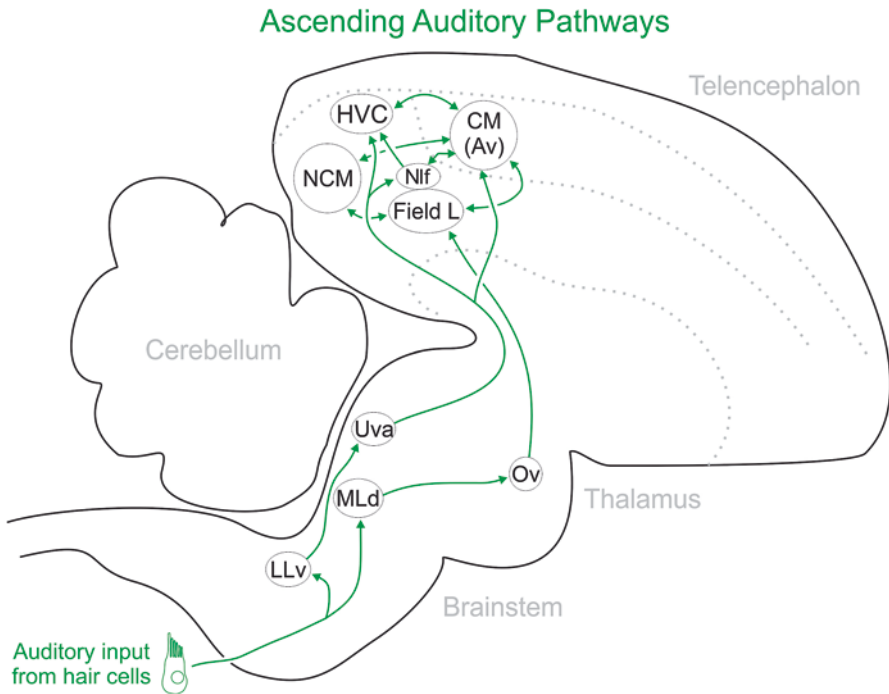 Ascending Auditory Pathways
Telencephalon
HVC
CM
(Av)
NCM
NIf
Field L
Cerebellum
Uva
Ov
MLd
Thalamus
LLv
Brainstem
Auditory input
from hair cells